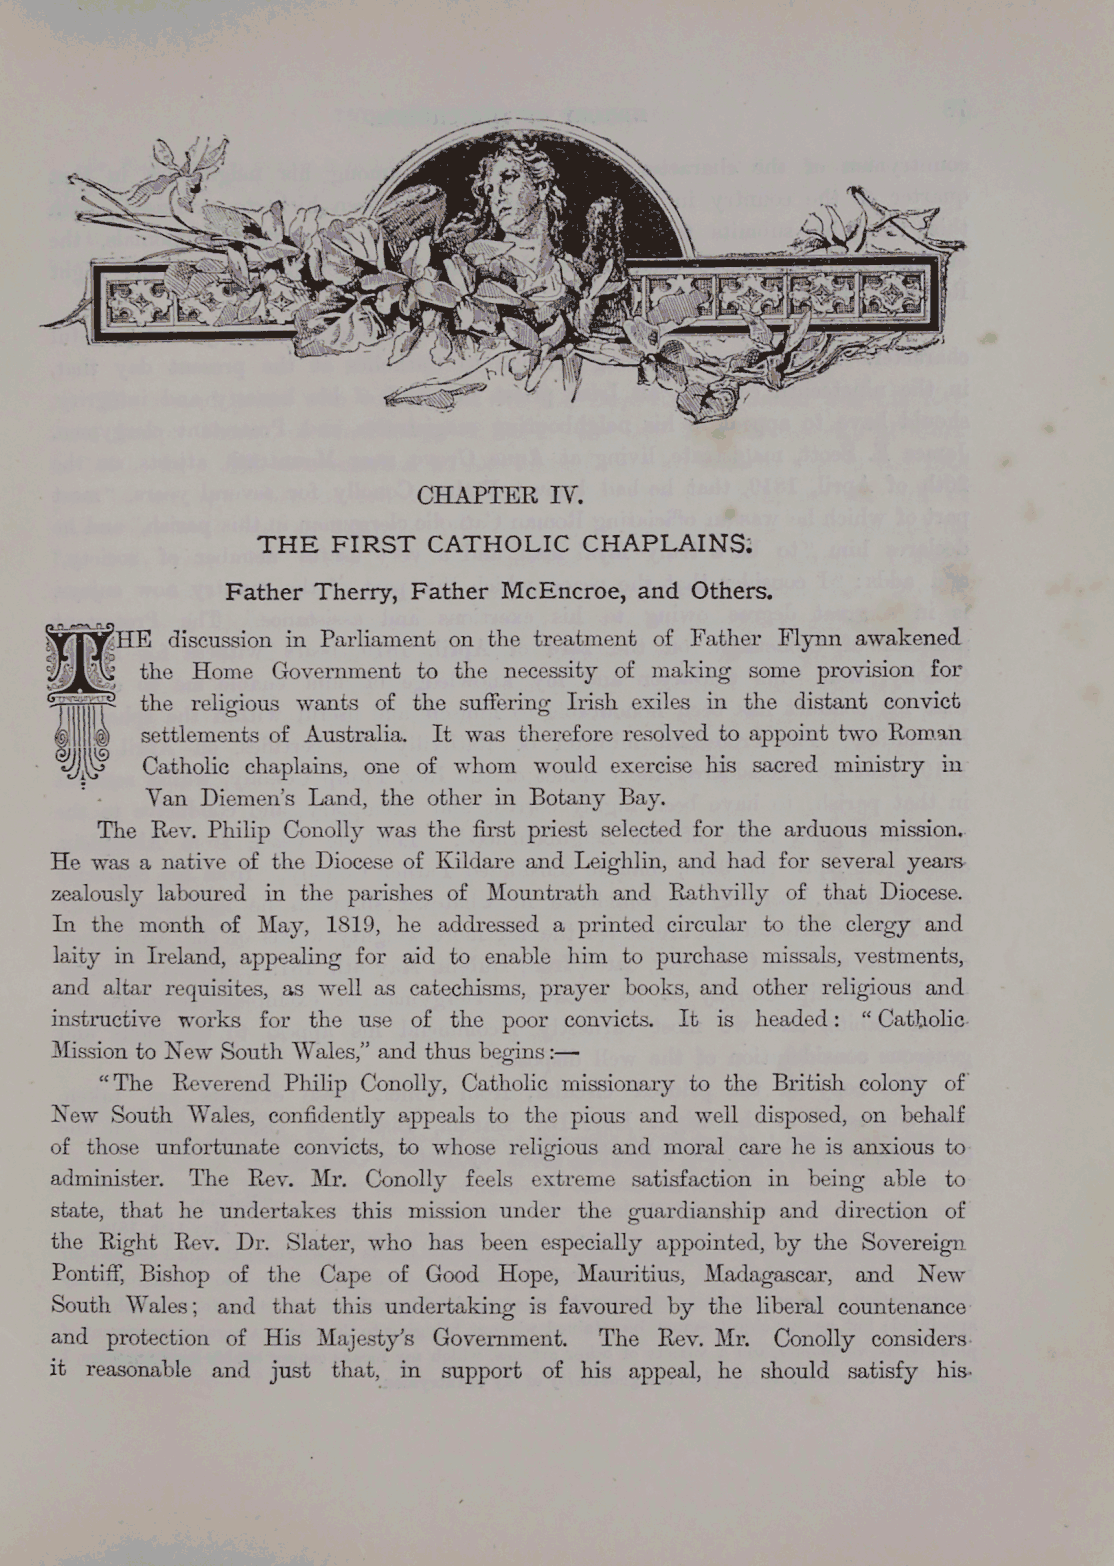 CHAPTER IV.
THE FIRST CATHOLIC CHAPLAINS.
Father Therry, Father McEncroe, and Others.
THE discussion in Parliament on the treatment of Father Flynn awakened
the Home Government to the necessity of making some provision for
the religious wants of the suffering Irish exiles in the distant convict
settlements of Australia. It was therefore resolved to appoint two Roman
Catholic chaplains, one of whom would exercise his sacred ministry in
Van Diemen's Land, the other in Botany Bay.
The Rev. Philip Conolly was the first priest selected for the arduous mission.
He was a native of the Diocese of Kildare and Leighlin, and had for several years
zealously laboured in the parishes of Mountrath and Rathvilly of that Diocese.
In the month of May, 1819, he addressed a printed circular to the clergy and
laity in Ireland, appealing for aid to enable him to purchase missals, vestments,
and altar requisites, as well as catechisms, prayer books, and other religious and
instructive works for the use of the poor convicts. It is headed: "Catholic
Mission to New South Wales," and thus begins:—
"The Reverend Philip Conolly, Catholic missionary to the British colony of
New South Wales, confidently appeals to the pious and well disposed, on behalf
of those unfortunate convicts, to whose religious and moral care he is anxious to
administer. The Rev. Mr. Conolly feels extreme satisfaction in being able to
state, that he undertakes this mission under the guardianship and direction of
the Right Rev. Dr. Slater, who has been especially appointed, by the Sovereign
Pontiff, Bishop of the Cape of Good Hope, Mauritius, Madagascar, and New
South Wales; and that this undertaking is favoured by the liberal countenance
and protection of His Majesty's Government. The Rev. Mr. Conolly considers
it reasonable and just that, in support of his appeal, he should satisfy his